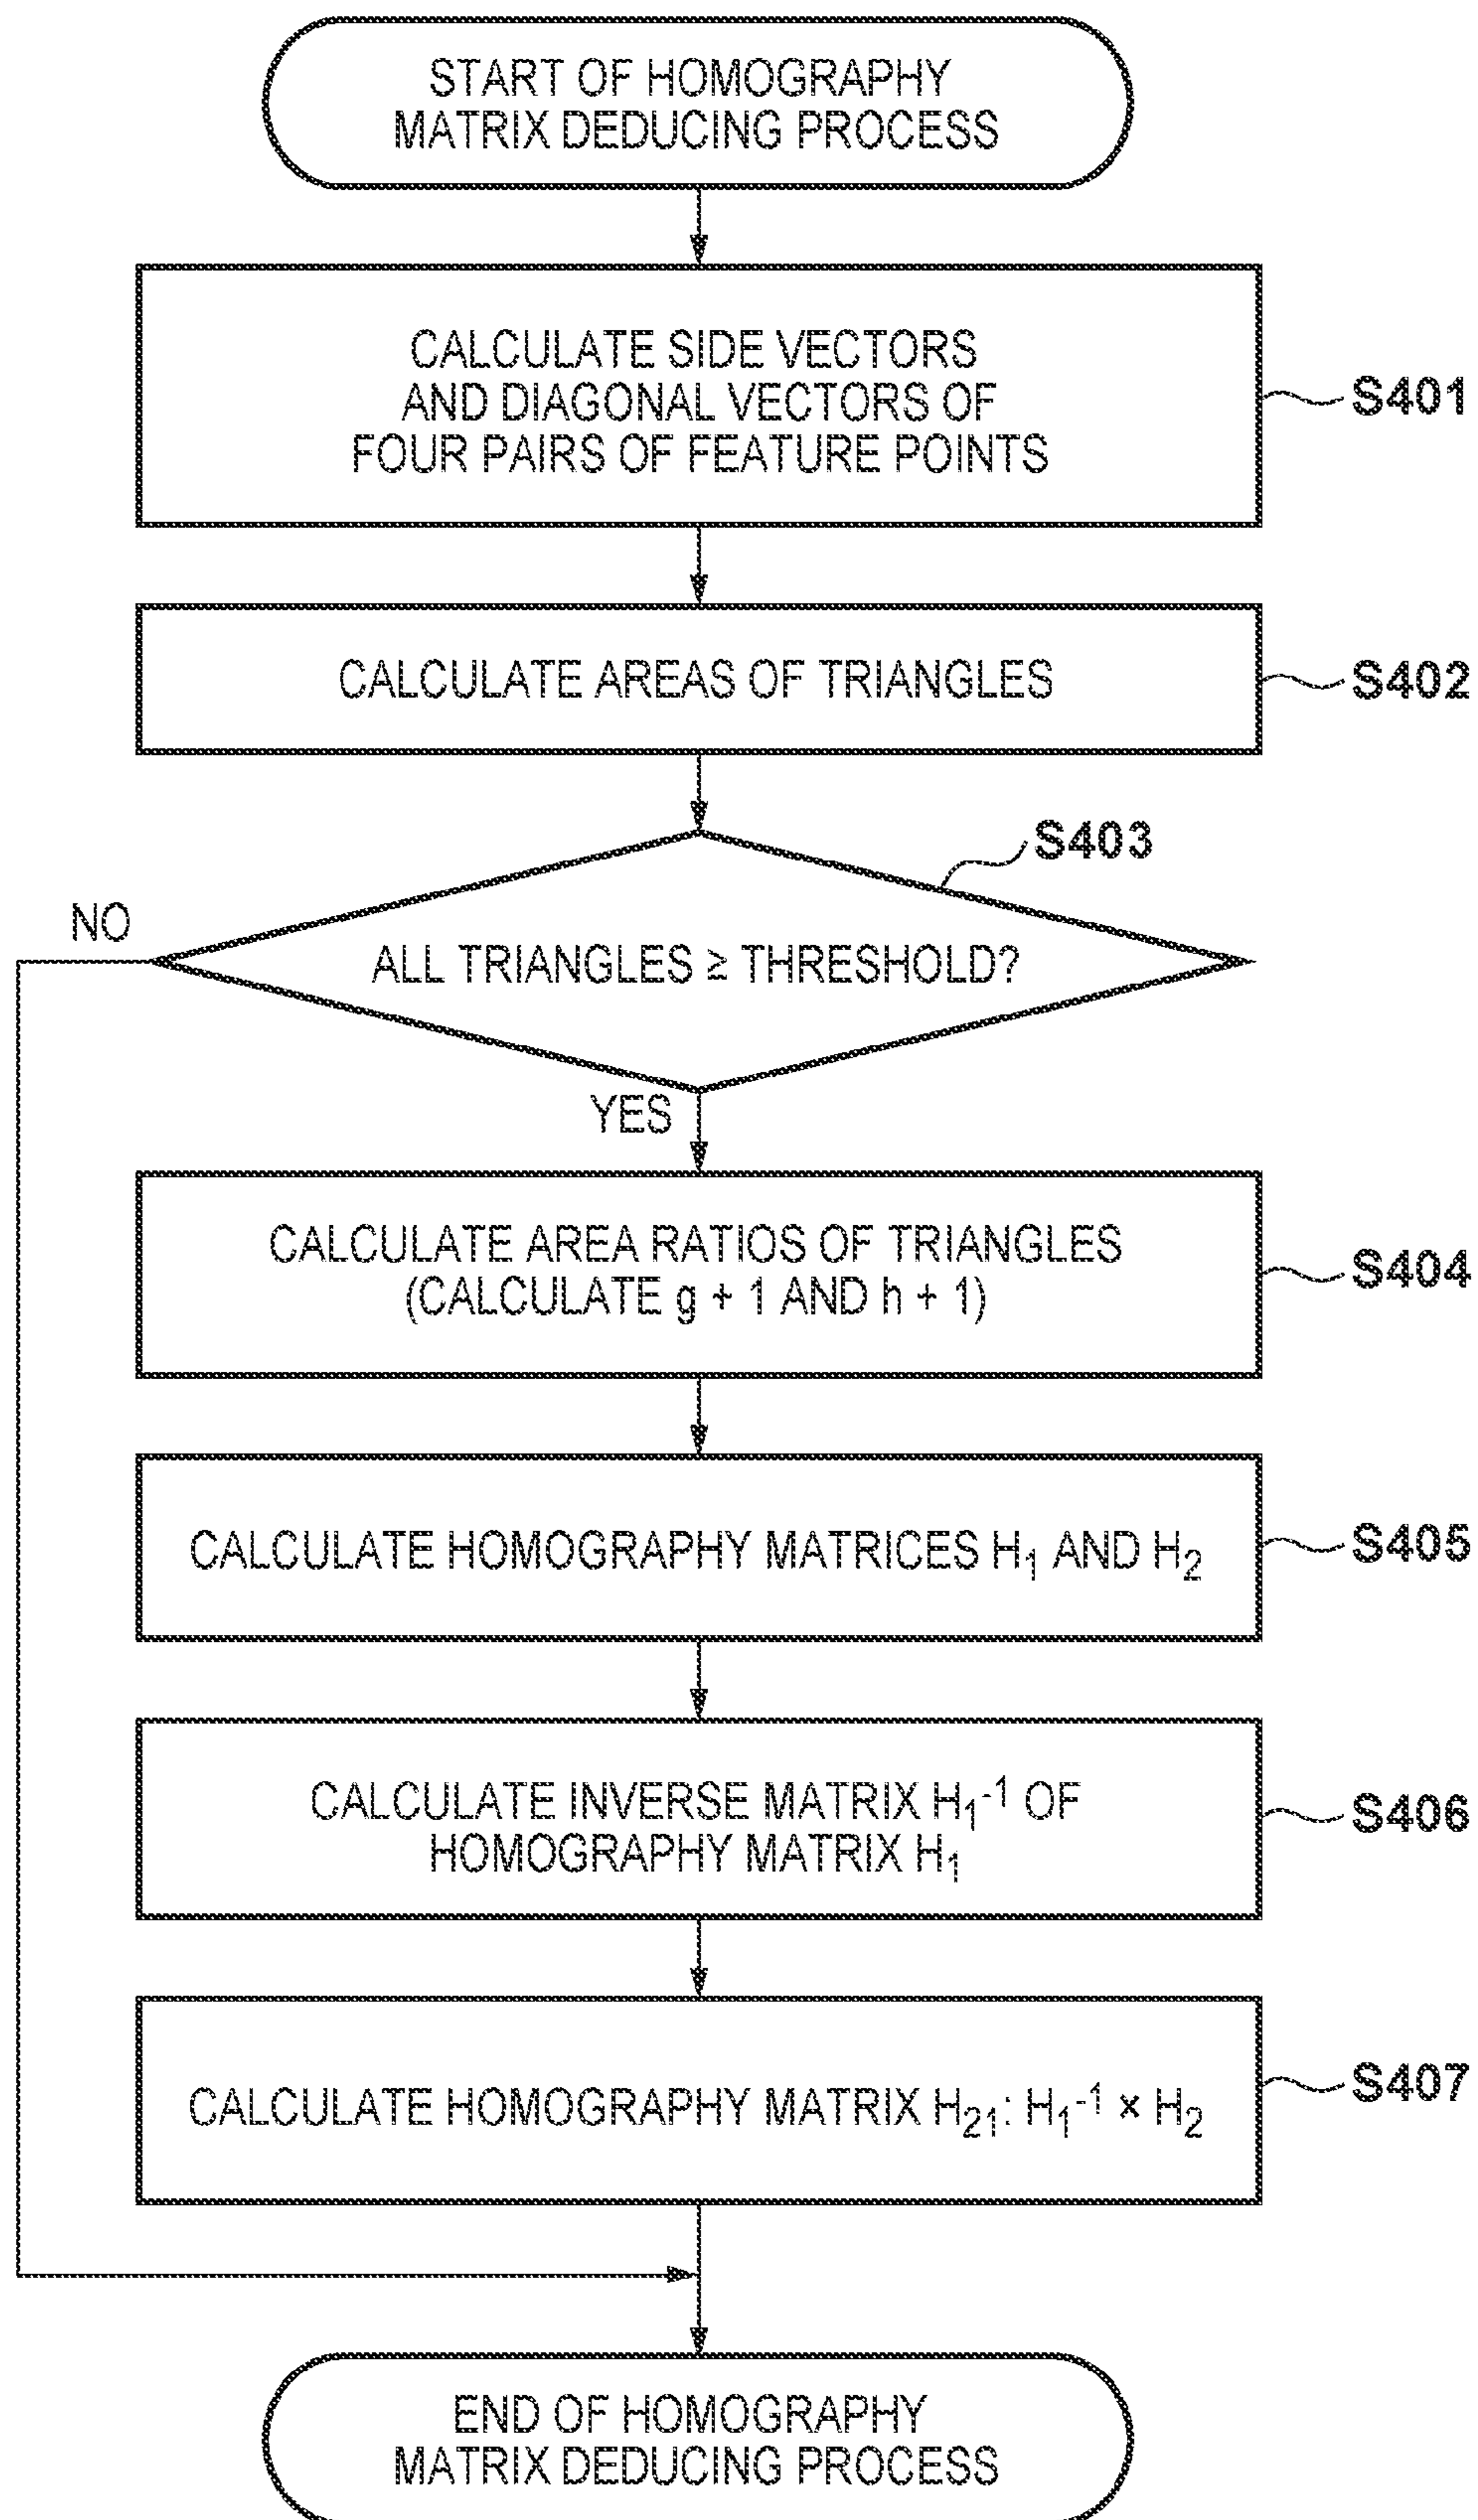 START OF HOMOGRAPHY
MATRIX DEDUCING PROCESS
CALCULATE SIDE VECTORS
AND DIAGONAL VECTORS OF
FOUR PAIRS OF FEATURE POINTS
S401
CALCULATE AREAS OF TRIANGLES
S402
S403
NO
ALL TRIANGLES ≧ THRESHOLD?
YES
CALCULATE AREA RATIOS OF TRIANGLES
(CALCULATE g + 1 AND h + 1)
S404
CALCULATE HOMOGRAPHY MATRICES H₁ AND H₂
S405
CALCULATE INVERSE MATRIX H₁⁻¹ OF
HOMOGRAPHY MATRIX H₁
S406
CALCULATE HOMOGRAPHY MATRIX H₂₁: H₁⁻¹ × H₂
S407
END OF HOMOGRAPHY
MATRIX DEDUCING PROCESS